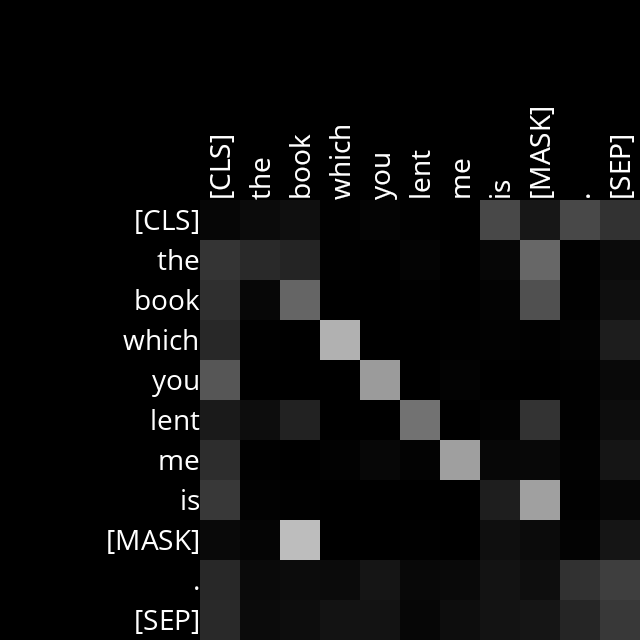 [CLS] the book which you lent me is [MASK] . [SEP]
[CLS]
the
book
which
you
lent
me
is
[MASK]
.
[SEP]